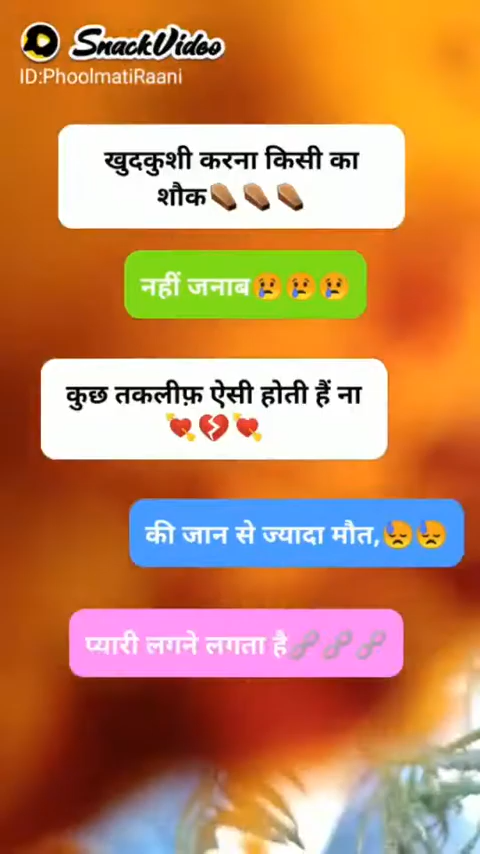 SnackVideo
ID:PhoolmatiRaani
खुदकुशी करना किसी का
शौक⚰️⚰️⚰️
नहीं जनाब😢😢😢
कुछ तकलीफ़ ऐसी होती हैं ना
💘💔💘
की जान से ज्यादा मौत,😓😓
प्यारी लगने लगता है🔗🔗🔗